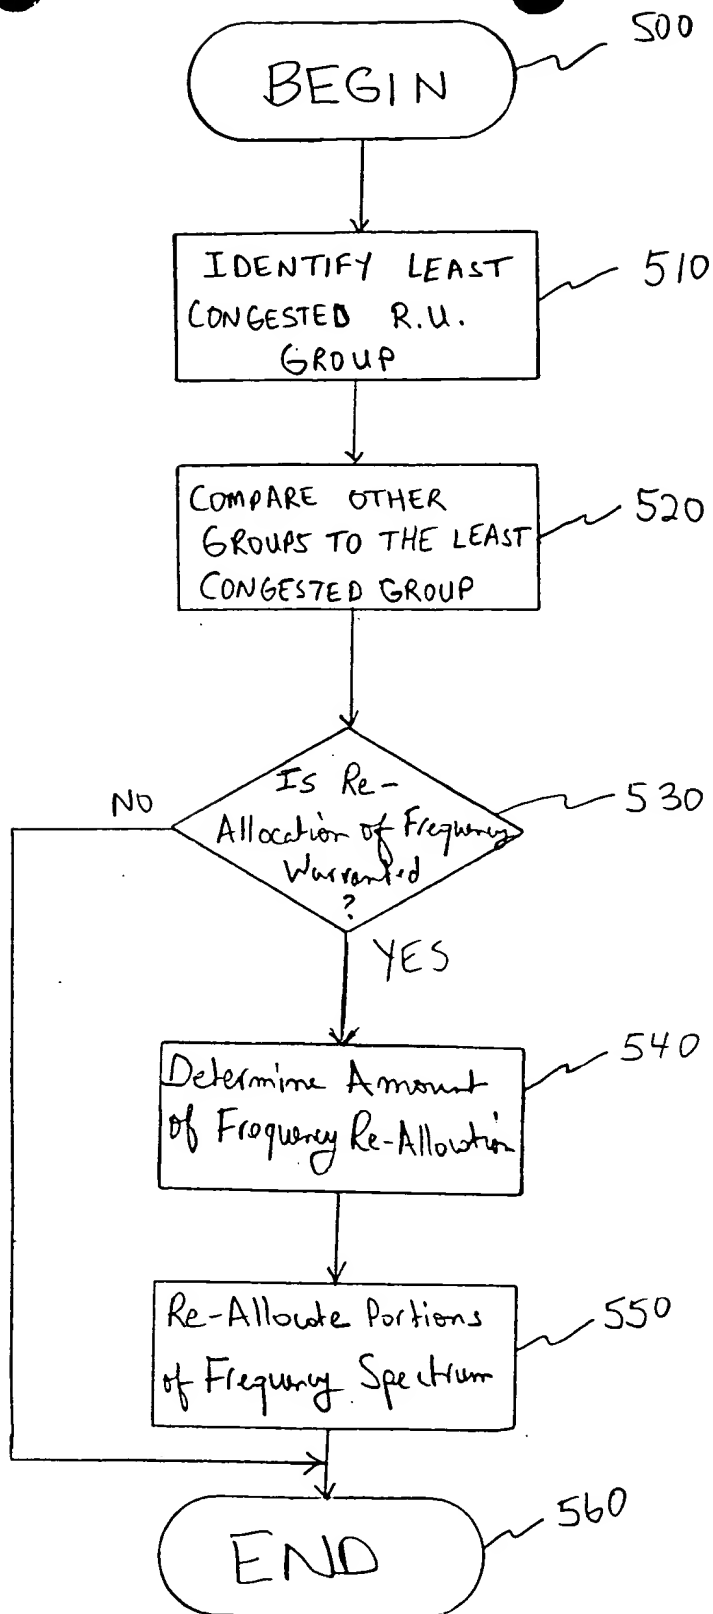 500
BEGIN
IDENTIFY LEAST
CONGESTED R.U.
GROUP
510
COMPARE OTHER
GROUPS TO THE LEAST
CONGESTED GROUP
520
Is Re-
Allocation of Frequency
Warranted
?
530
NO
YES
Determine Amount
of Frequency Re-Allocation
540
Re-Allocate Portions
of Frequency Spectrum
550
END
560